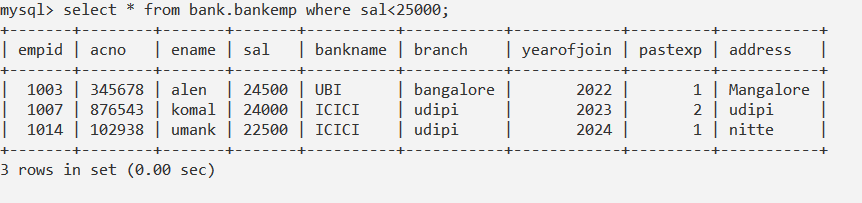 mysql> select * from bank.bankemp where sal<25000;
+-------+--------+-------+-------+----------+-----------+------------+---------+-----------+
| empid | acno   | ename | sal   | bankname | branch    | yearofjoin | pastexp | address   |
+-------+--------+-------+-------+----------+-----------+------------+---------+-----------+
|  1003 | 345678 | alen  | 24500 | UBI      | bangalore |       2022 |       1 | Mangalore |
|  1007 | 876543 | komal | 24000 | ICICI    | udipi     |       2023 |       2 | udipi     |
|  1014 | 102938 | umank | 22500 | ICICI    | udipi     |       2024 |       1 | nitte     |
+-------+--------+-------+-------+----------+-----------+------------+---------+-----------+
3 rows in set (0.00 sec)